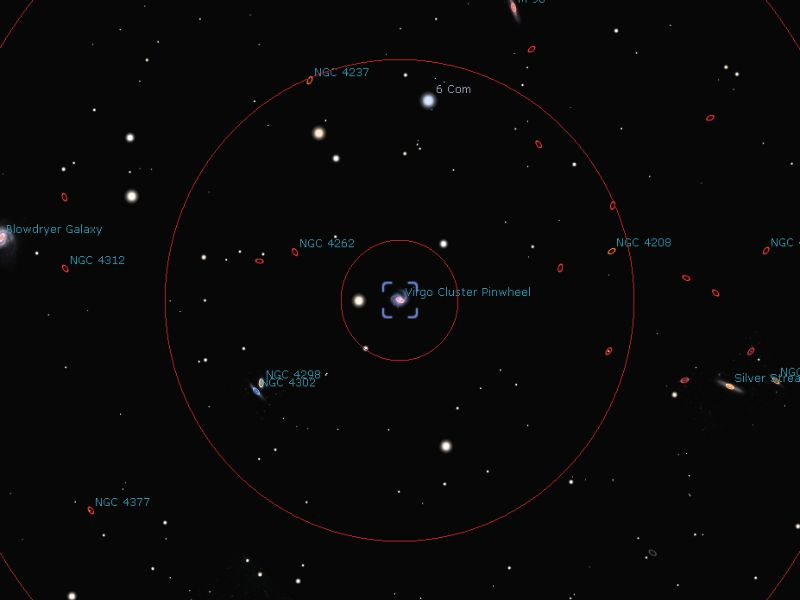 NGC 4237
6 Com
Blowdryer Galaxy
NGC 4262
NGC 4208
NGC
NGC 4312
Virgo Cluster Pinwheel
NGC 4298
NGC 4302
Silver
NGC 4377